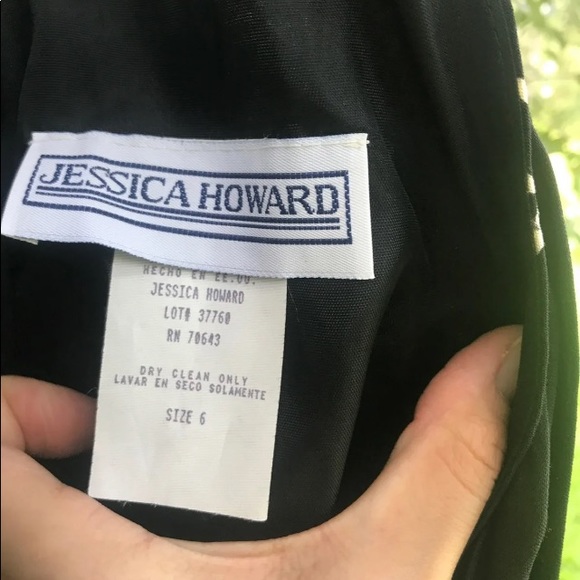 JESSICA HOWARD
HECHO EN EE.UU.
JESSICA HOWARD
LOT# 37760
RN 70643
DRY CLEAN ONLY
LAVAR EN SECO SOLAMENTE
SIZE 6